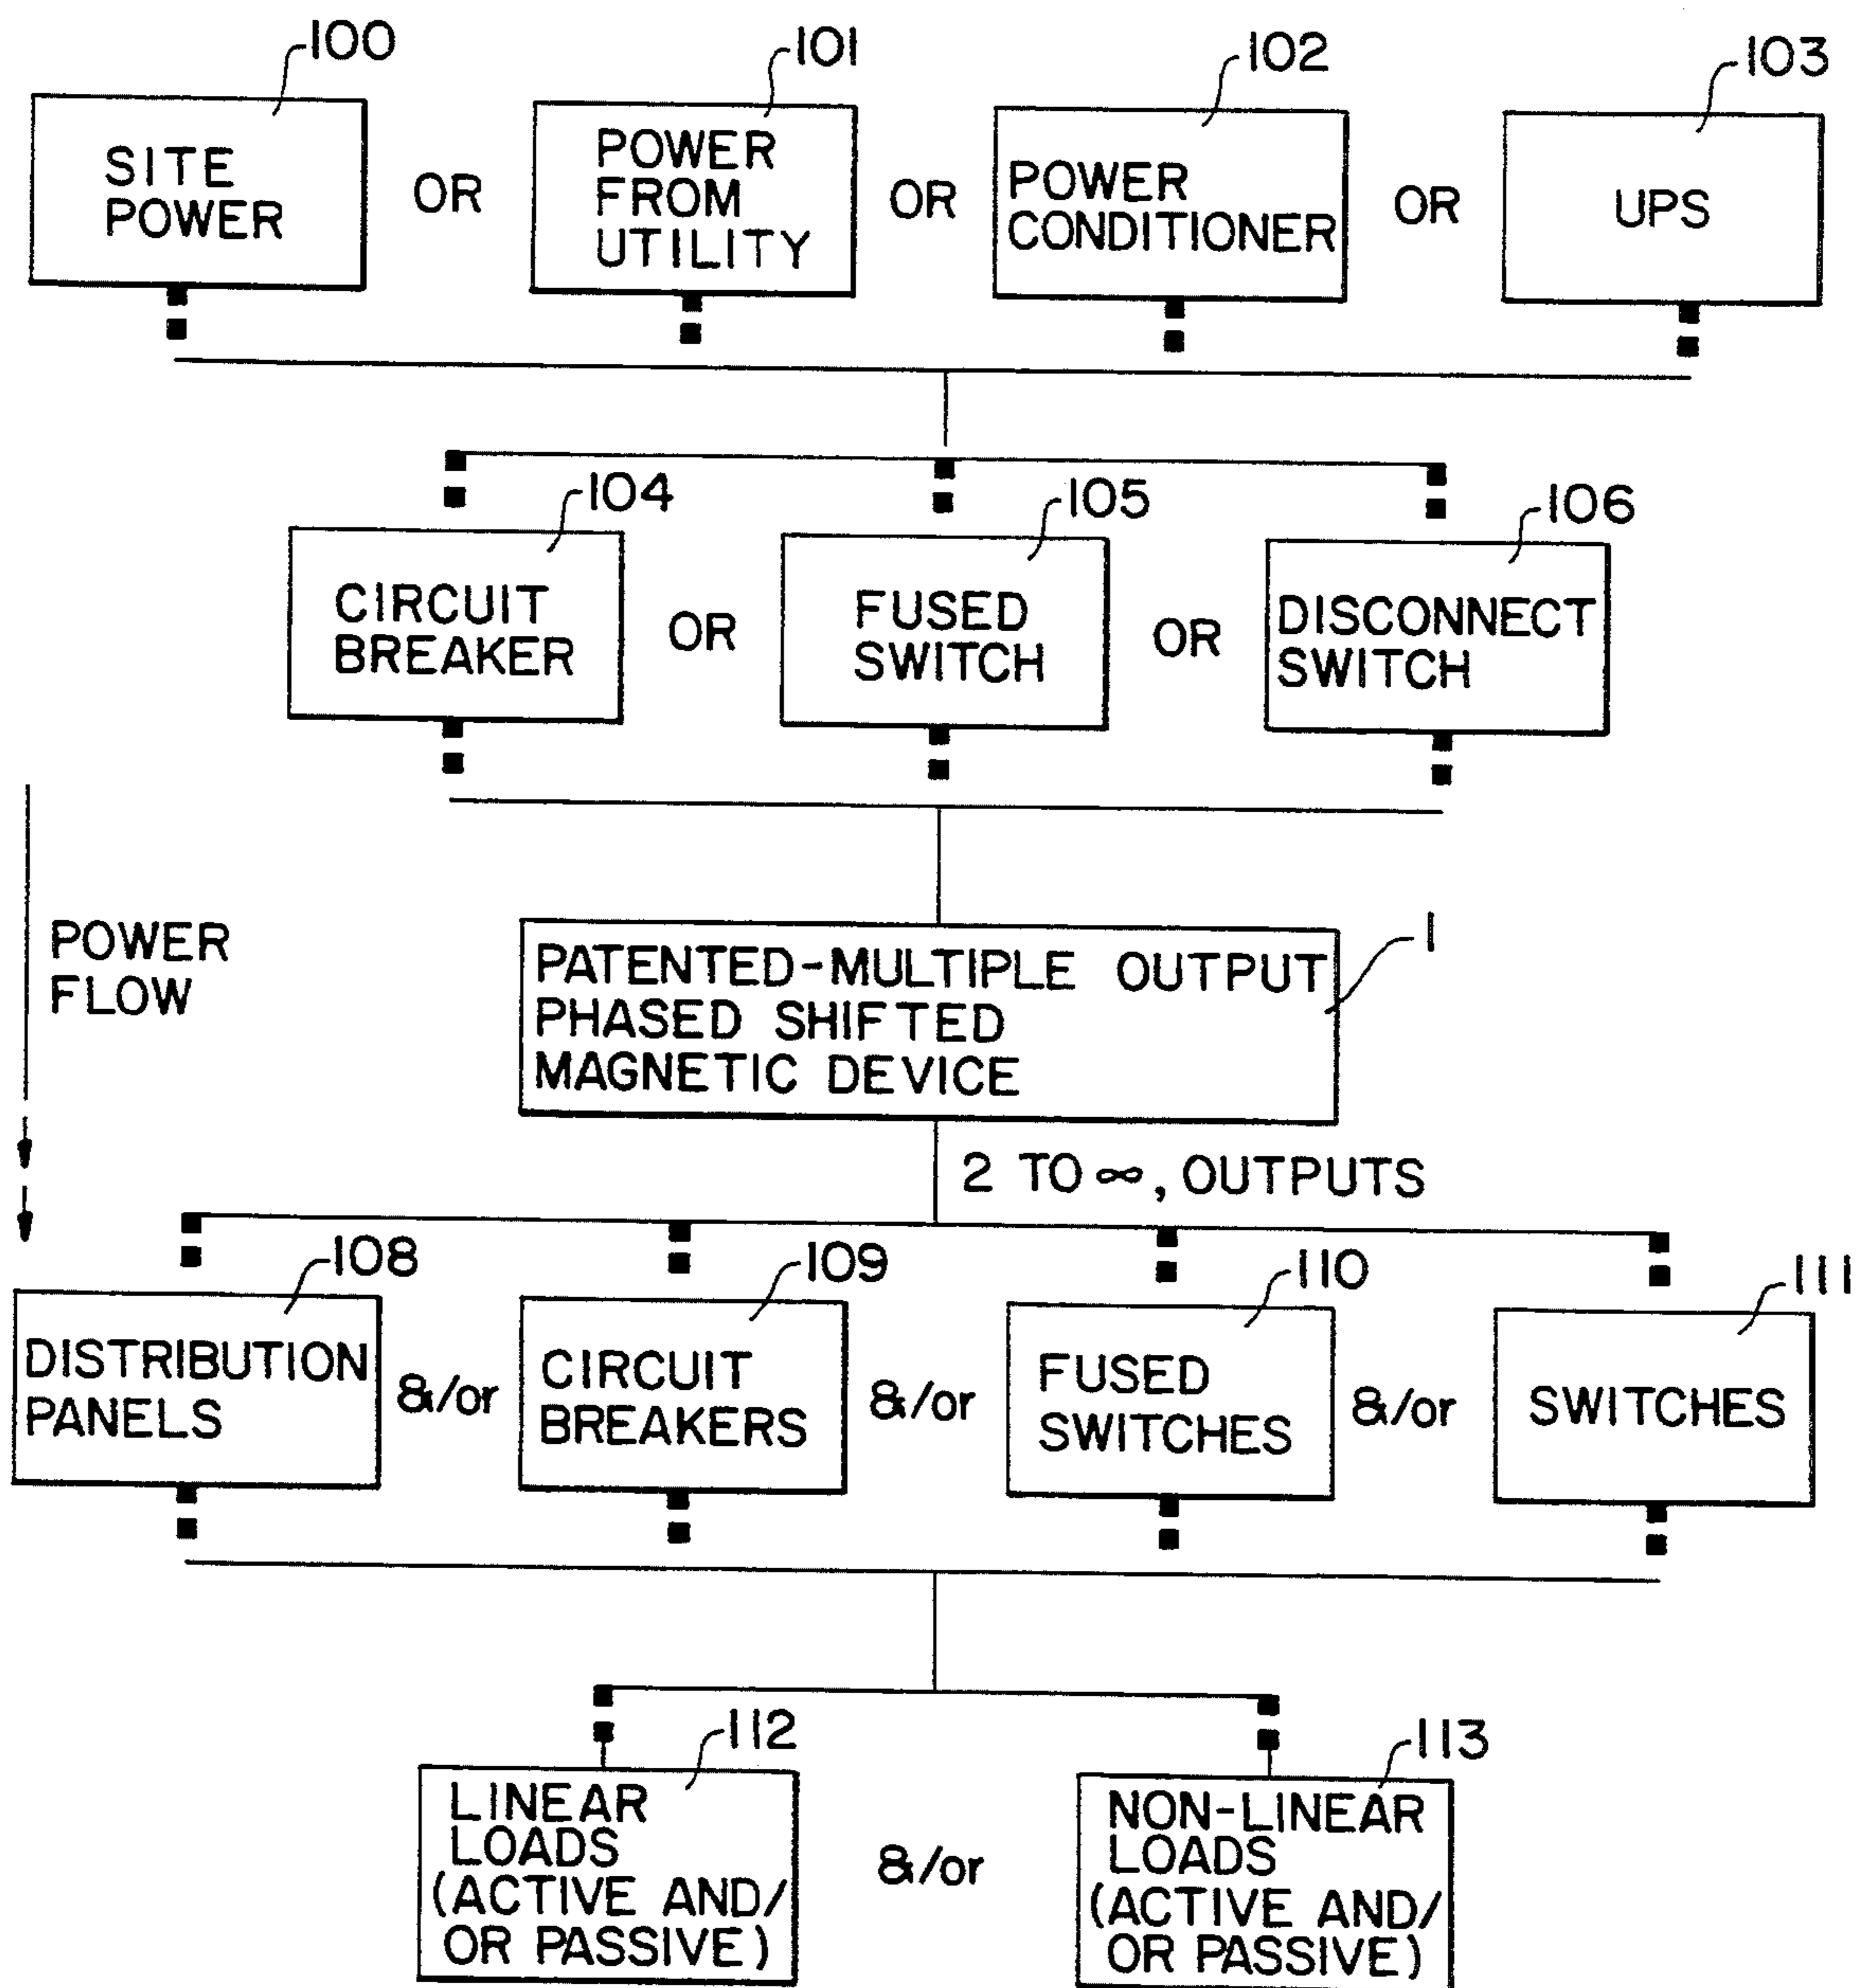 100
101
102
103
SITE
POWER
OR
POWER
FROM
UTILITY
OR
POWER
CONDITIONER
OR
UPS
104
105
106
CIRCUIT
BREAKER
OR
FUSED
SWITCH
OR
DISCONNECT
SWITCH
POWER
FLOW
1
PATENTED-MULTIPLE OUTPUT
PHASED SHIFTED
MAGNETIC DEVICE
2 TO ∞, OUTPUTS
108
109
110
111
DISTRIBUTION
PANELS
&/or
CIRCUIT
BREAKERS
&/or
FUSED
SWITCHES
&/or
SWITCHES
112
113
LINEAR
LOADS
(ACTIVE AND/
OR PASSIVE)
&/or
NON-LINEAR
LOADS
(ACTIVE AND/
OR PASSIVE)